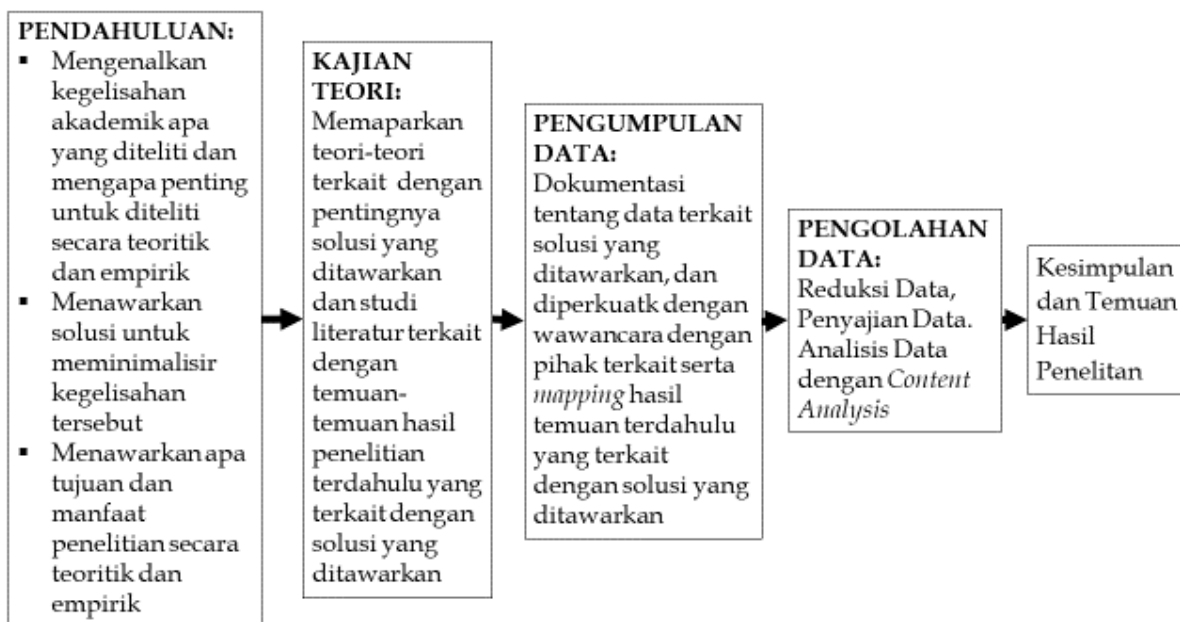 PENDAHULUAN:
▪ Mengenalkan
kegelisahan
akademik apa
yang diteliti dan
mengapa penting
untuk diteliti
secara teoritik
dan empirik
▪ Menawarkan
solusi untuk
meminimalisir
kegelisahan
tersebut
▪ Menawarkan apa
tujuan dan
manfaat
penelitian secara
teoritik dan
empirik
KAJIAN
TEORI:
Memaparkan
teori-teori
terkait dengan
pentingnya
solusi yang
ditawarkan
dan studi
literatur terkait
dengan
temuan-
temuan hasil
penelitian
terdahulu yang
terkait dengan
solusi yang
ditawarkan
PENGUMPULAN
DATA:
Dokumentasi
tentang data terkait
solusi yang
ditawarkan, dan
diperkuatk dengan
wawancara dengan
pihak terkait serta
mapping hasil
temuan terdahulu
yang terkait
dengan solusi yang
ditawarkan
PENGOLAHAN
DATA:
Reduksi Data,
Penyajian Data.
Analisis Data
dengan Content
Analysis
Kesimpulan
dan Temuan
Hasil
Penelitan